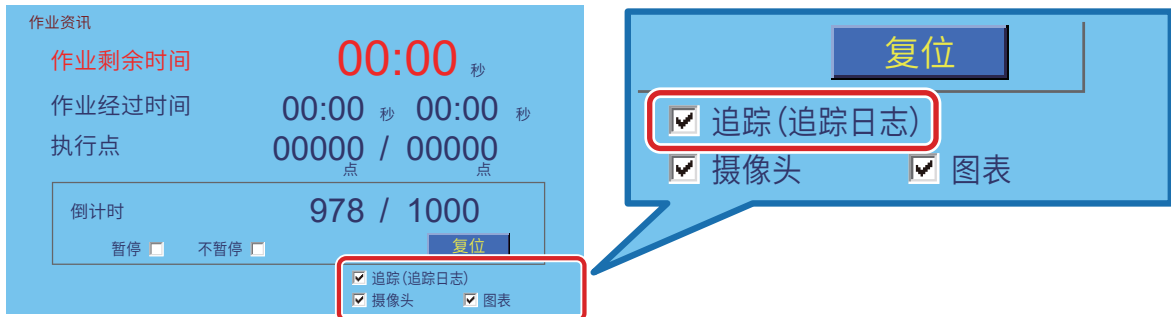 作业资讯
作业剩余时间 00:00 秒
作业经过时间 00:00 秒 00:00 秒
执行点 00000 / 00000
点 点
倒计时 978 / 1000
暂停 不暂停 复位
追踪(追踪日志)
摄像头 图表
复位
追踪(追踪日志)
摄像头 图表